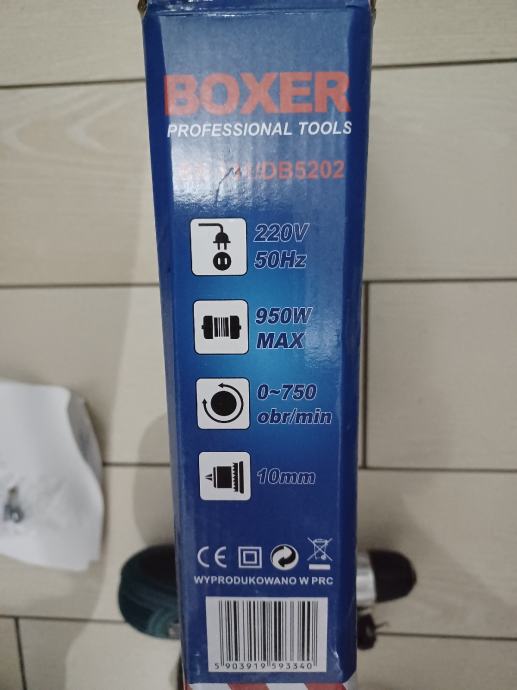 BOXER
PROFESSIONAL TOOLS
220V
50Hz
950W
MAX
0~750
obr/min
10mm
CE
WYPRODUKOWANO W PRC
5 903919 593340